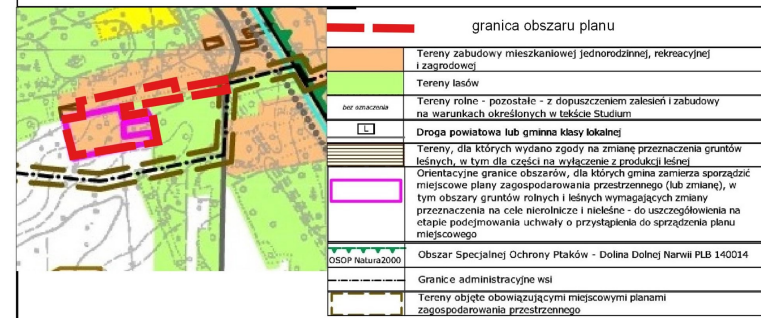 granica obszaru planu
Tereny zabudowy mieszkaniowej jednorodzinnej, rekreacyjnej
i zagrodowej
Tereny lasów
bez oznaczenia
Tereny rolne - pozostałe - z dopuszczeniem zalesień i zabudowy
na warunkach określonych w tekście Studium
L
Droga powiatowa lub gminna klasy lokalnej
Tereny, dla których wydano zgody na zmianę przeznaczenia gruntów
leśnych, w tym dla części na wyłączenie z produkcji leśnej
Orientacyjne granice obszarów, dla których gmina zamierza sporządzić
miejscowe plany zagospodarowania przestrzennego (lub zmianę), w
tym obszary gruntów rolnych i leśnych wymagających zmiany
przeznaczenia na cele nierolnicze i nieleśne - do uszczegółowienia na
etapie podejmowania uchwały o przystąpienia do sprzdzenia planu
miejscowego
OSOP Natura2000
Obszar Specjalnej Ochrony Ptaków - Dolina Dolnej Narwii PLB 140014
Granice administracyjne wsi
Tereny objęte obowiązującymi miejscowymi planami
zagospodarowania przestrzennego